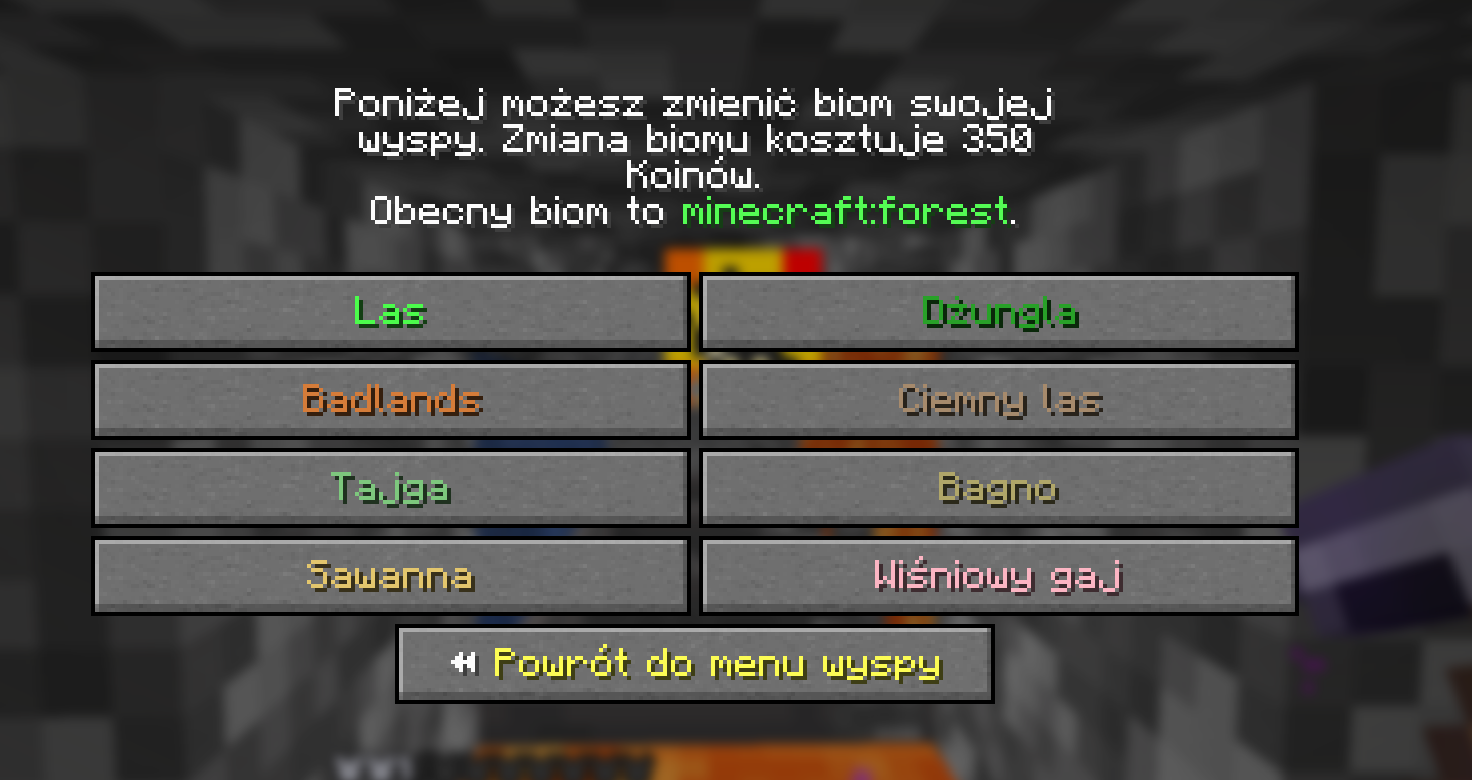 Poniżej możesz zmienić biom swojej
wyspy. Zmiana biomu kosztuje 350
Koinów.
Obecny biom to minecraft:forest.
Las
Dżungla
Badlands
Ciemny las
Tajga
Bagno
Sawanna
Wiśniowy gaj
⏪ Powrót do menu wyspy